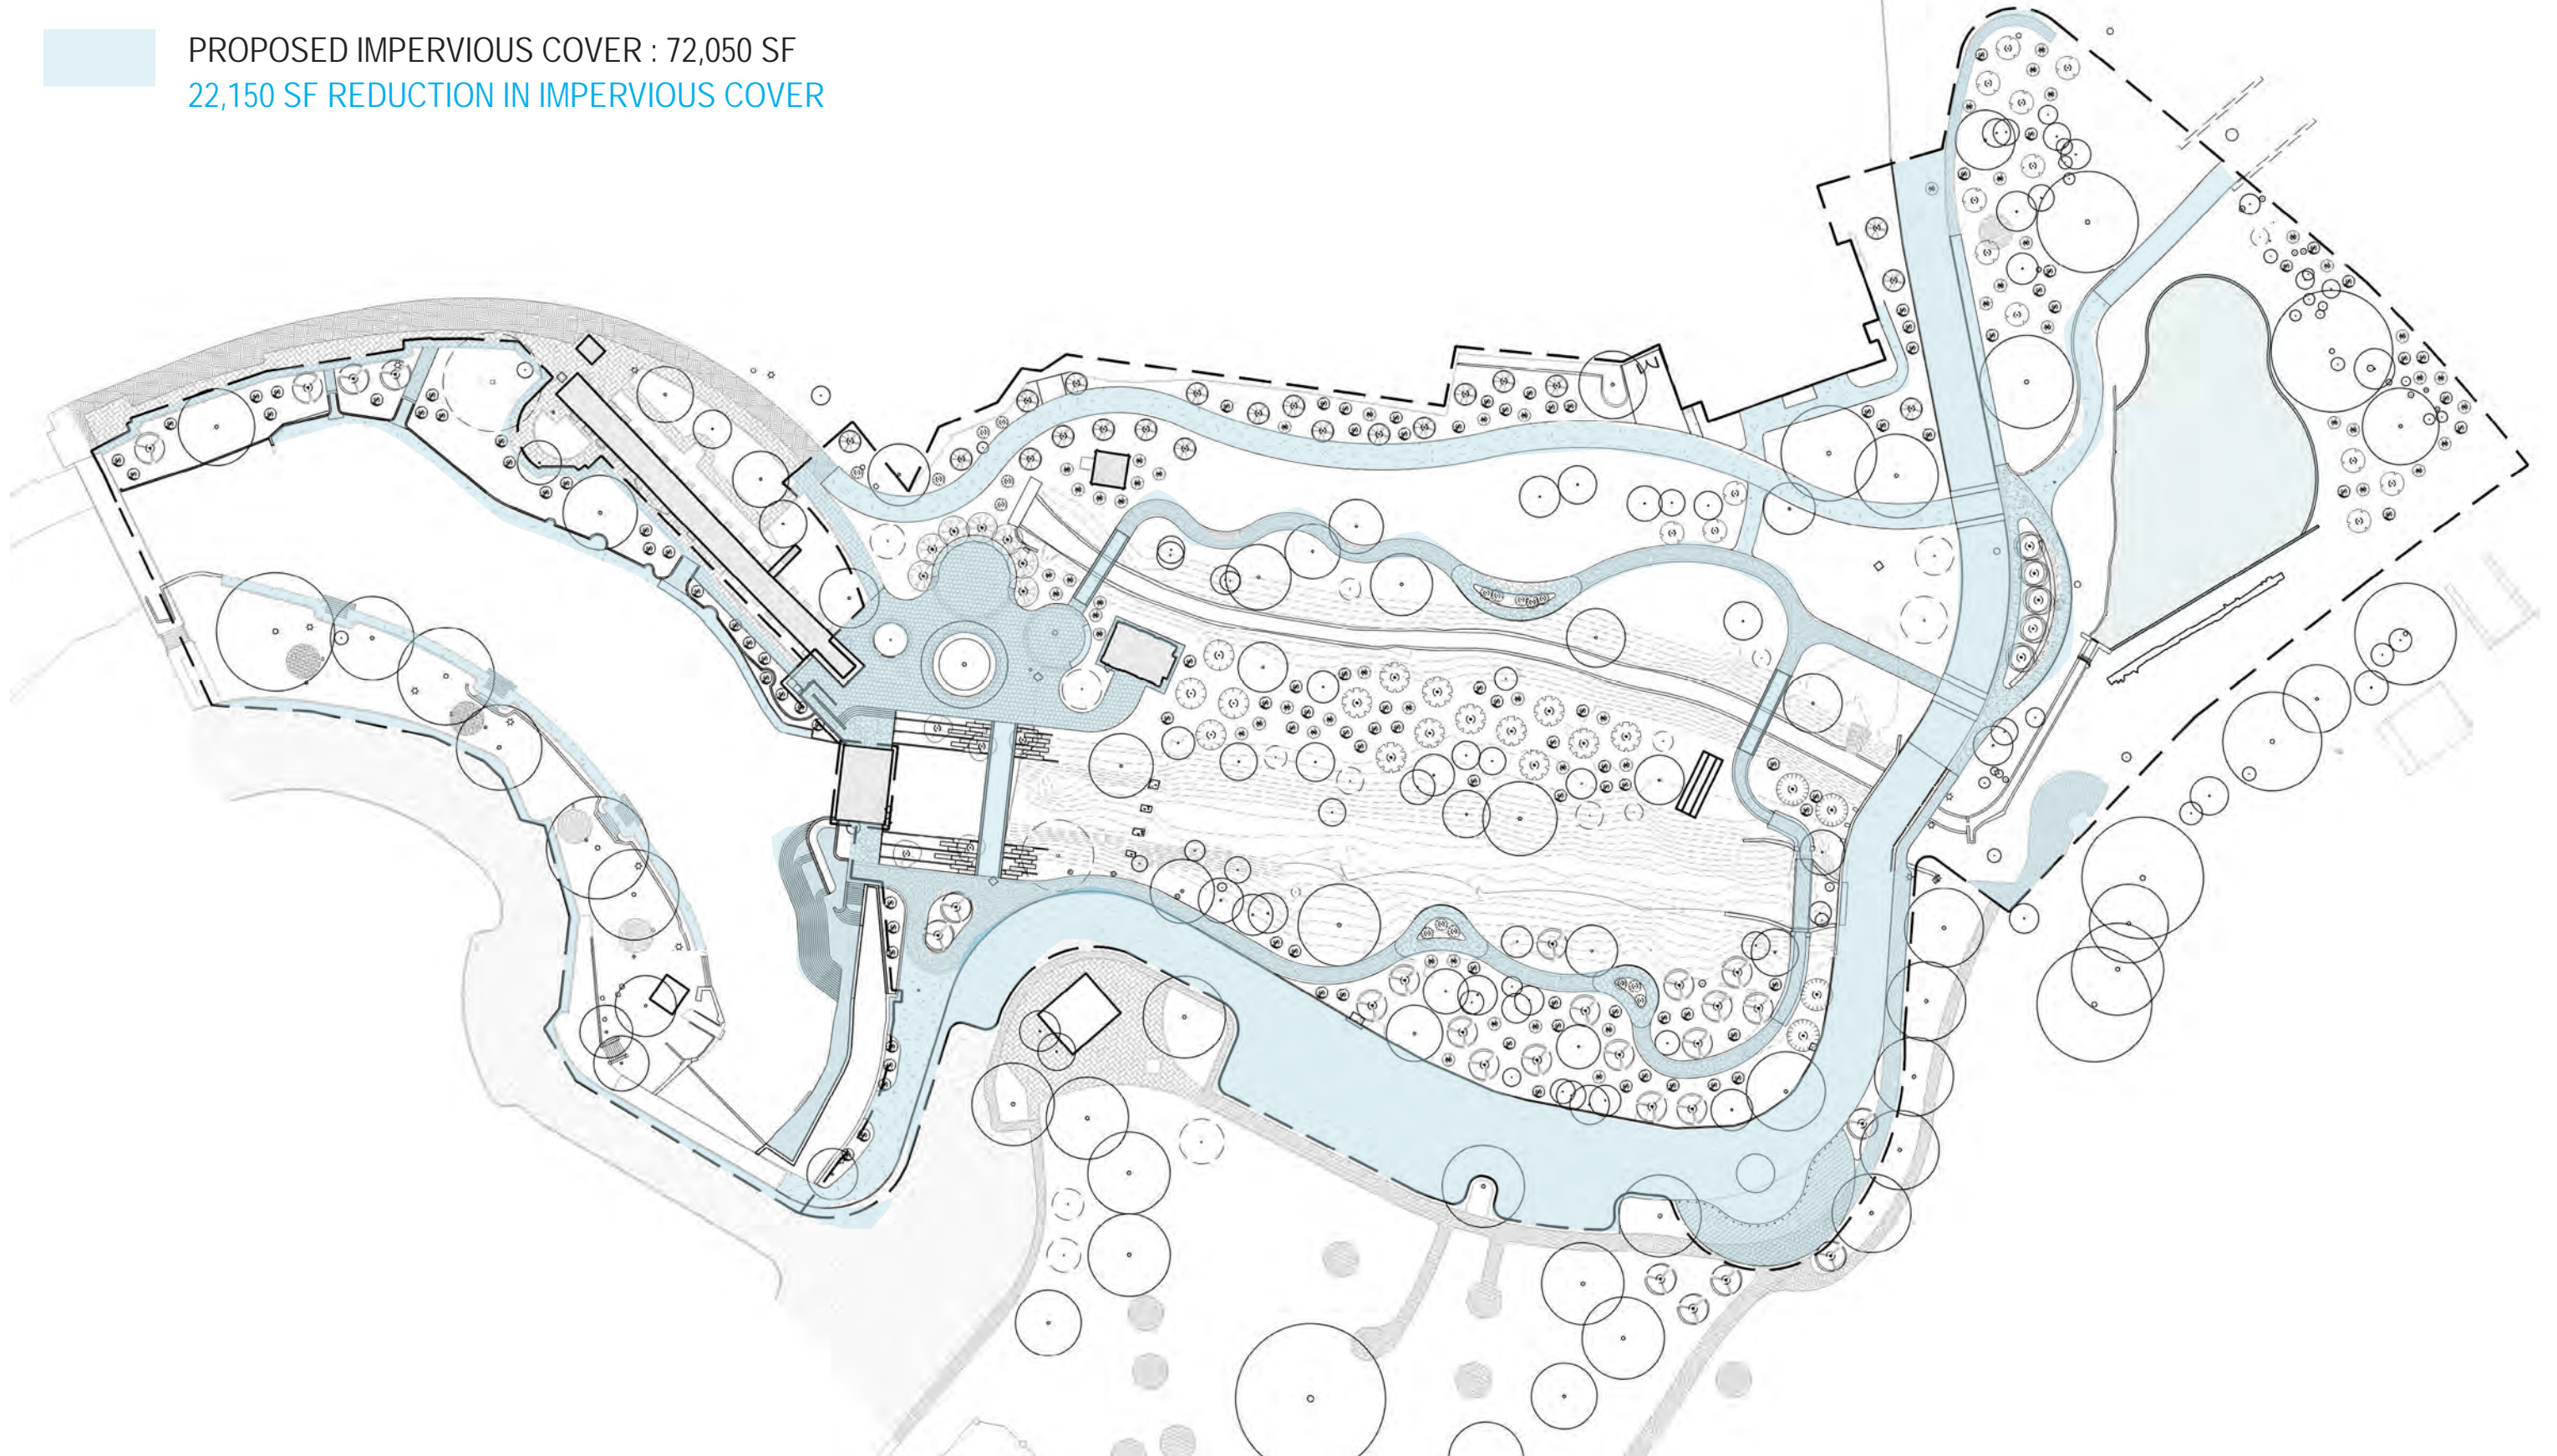 PROPOSED IMPERVIOUS COVER : 72,050 SF
22,150 SF REDUCTION IN IMPERVIOUS COVER